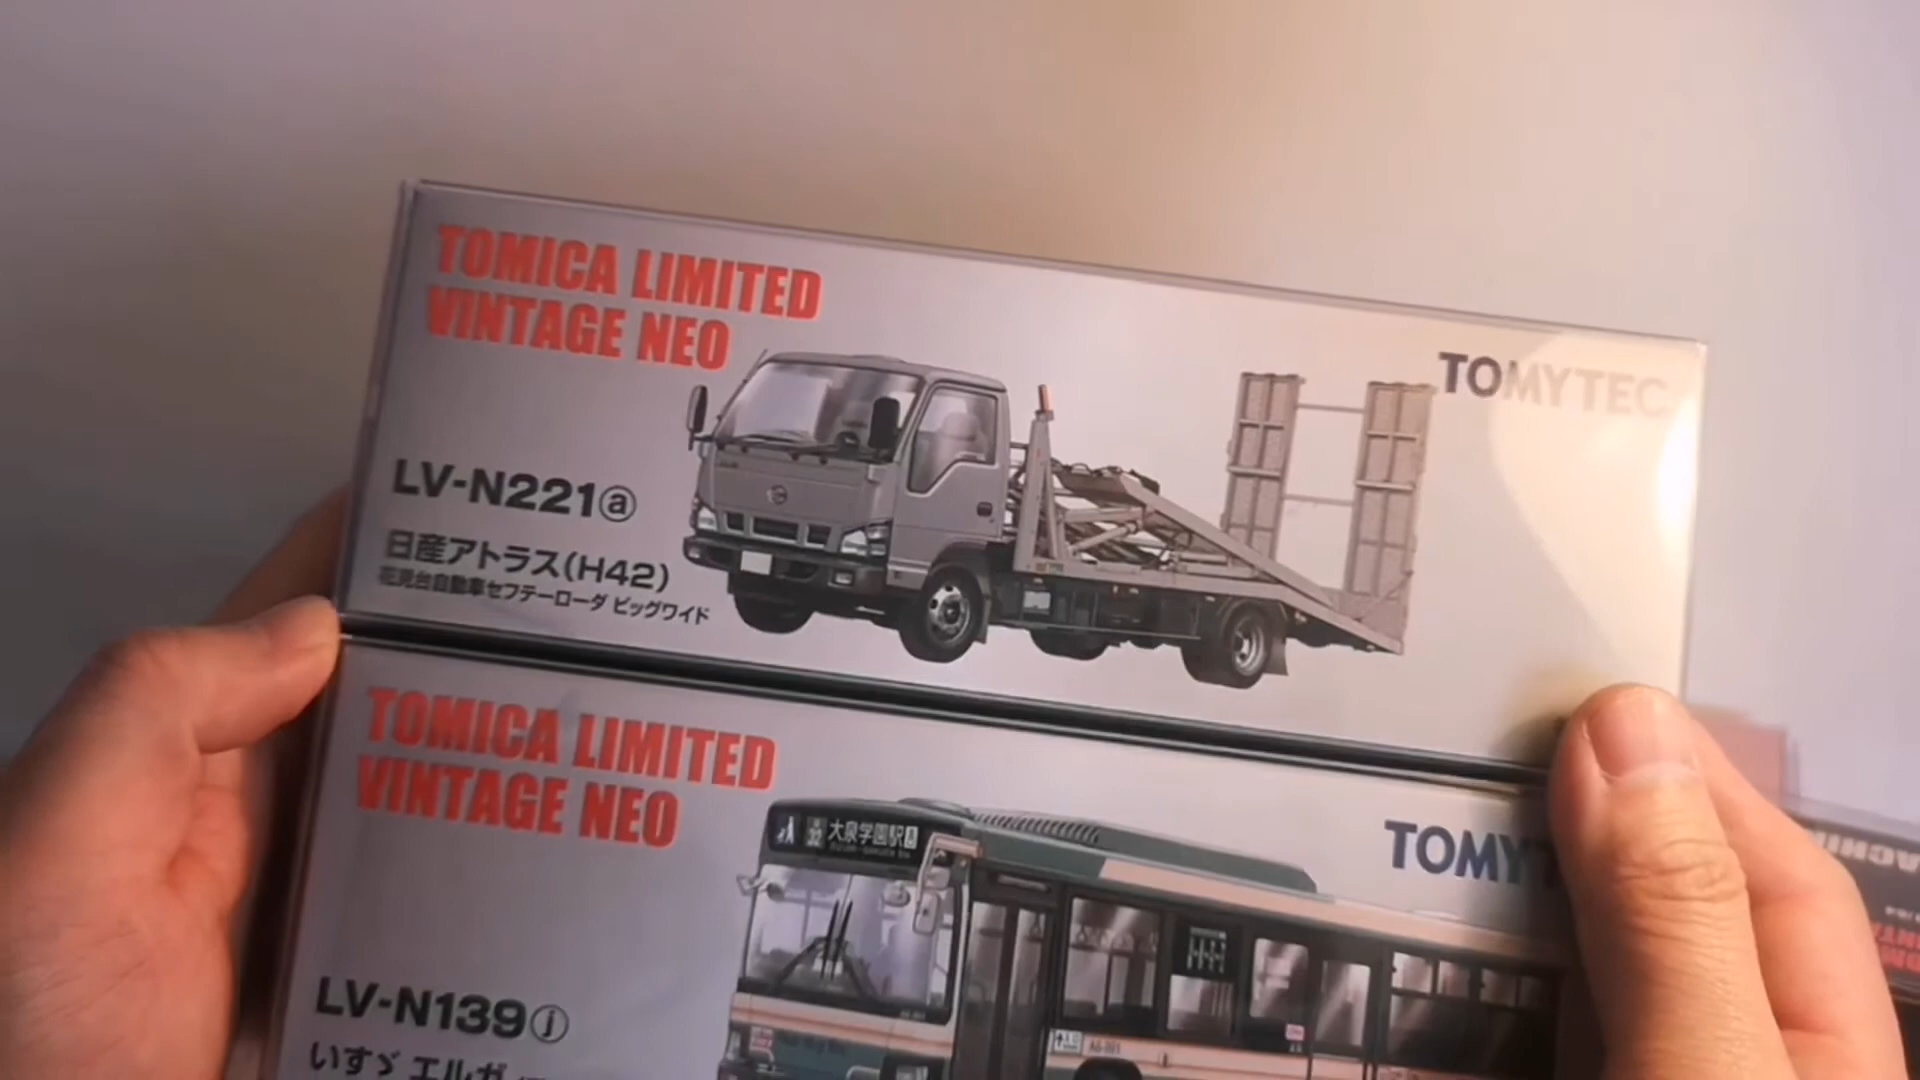 TOMICA LIMITED
VINTAGE NEO
TOMYTEC
LV-N221ⓐ
日産アトラス(H42)
花見台自動車セフテーローダ ビッグワイド
TOMICA LIMITED
VINTAGE NEO
TOMYT
32 大泉学園駅
LV-N139ⓙ
いすゞ エルガ